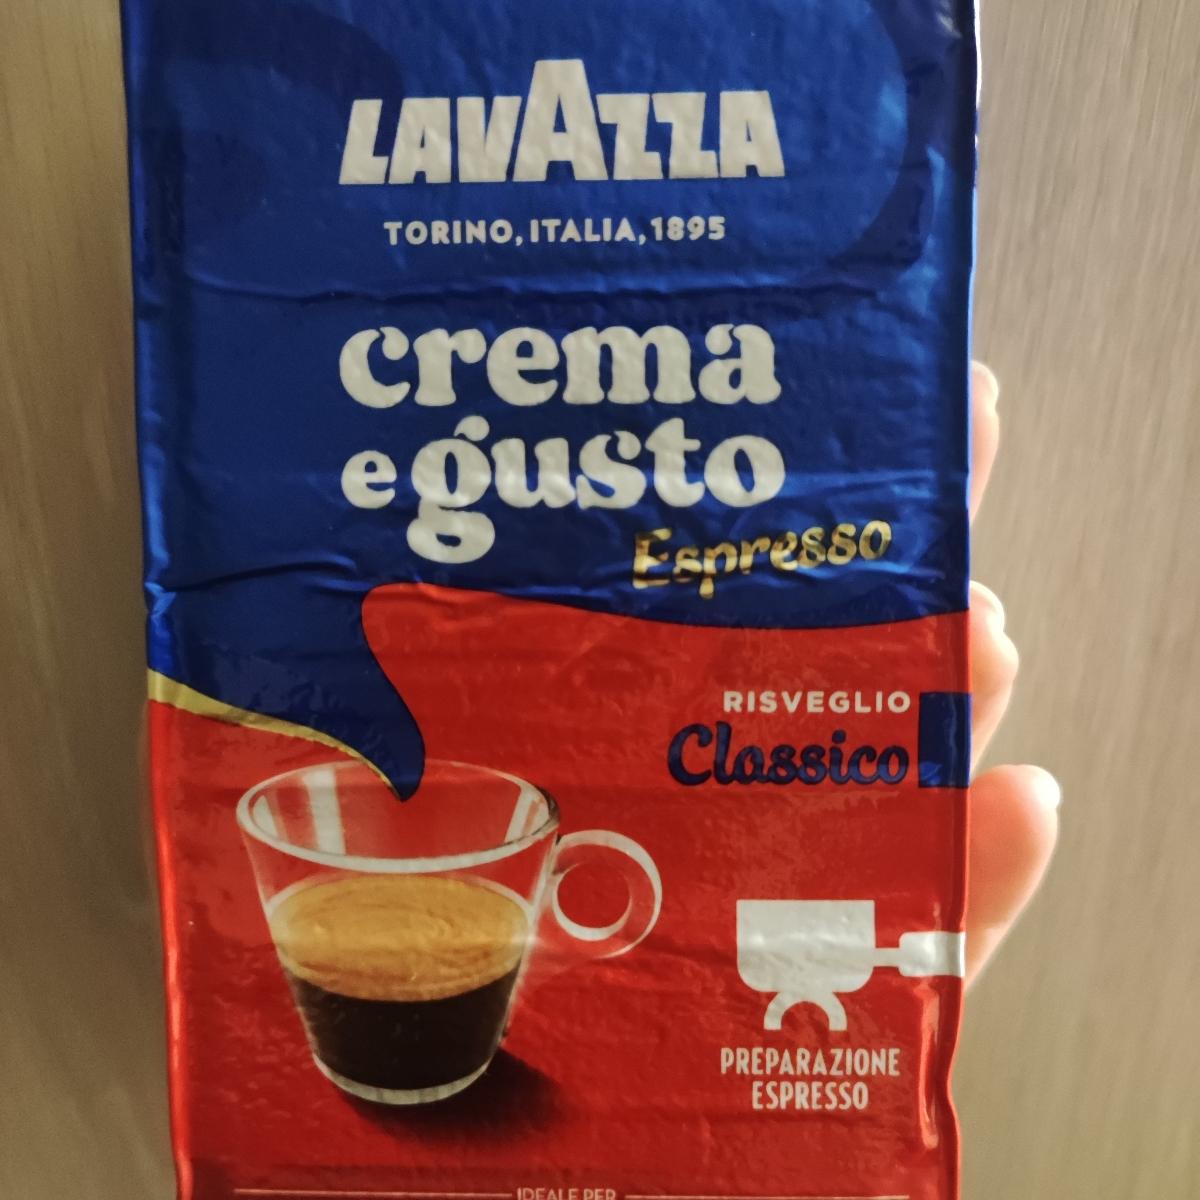 LAVAZZA
TORINO, ITALIA, 1895
crema
e gusto
Espresso
RISVEGLIO
Classico
PREPARAZIONE
ESPRESSO
IDEALE PER